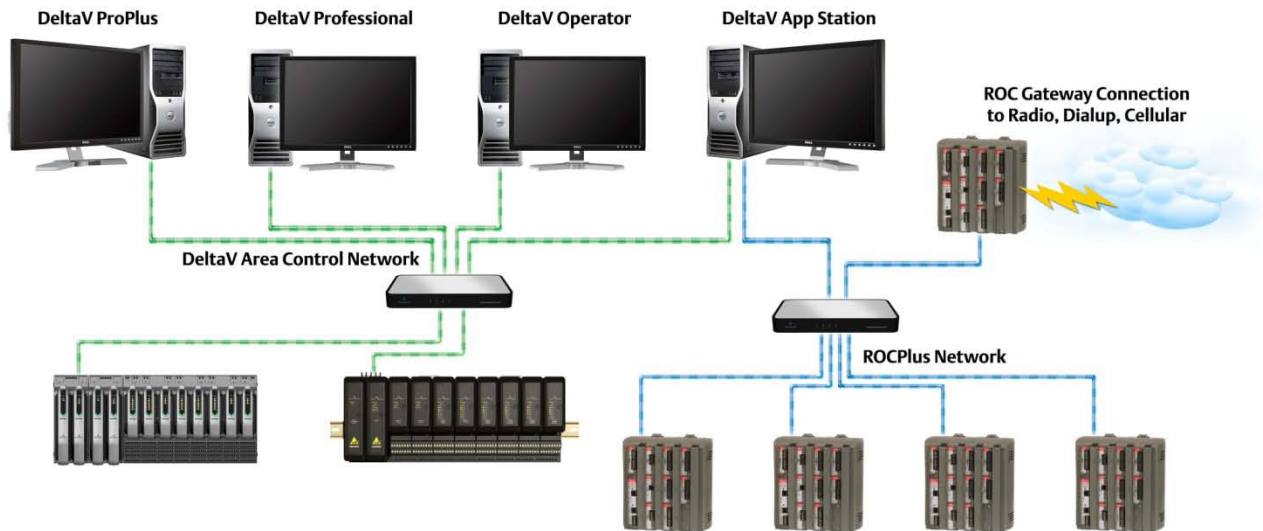 DeltaV ProPlus
DeltaV Professional
DeltaV Operator
DeltaV App Station
ROC Gateway Connection
to Radio, Dialup, Cellular
DeltaV Area Control Network
ROCPlus Network